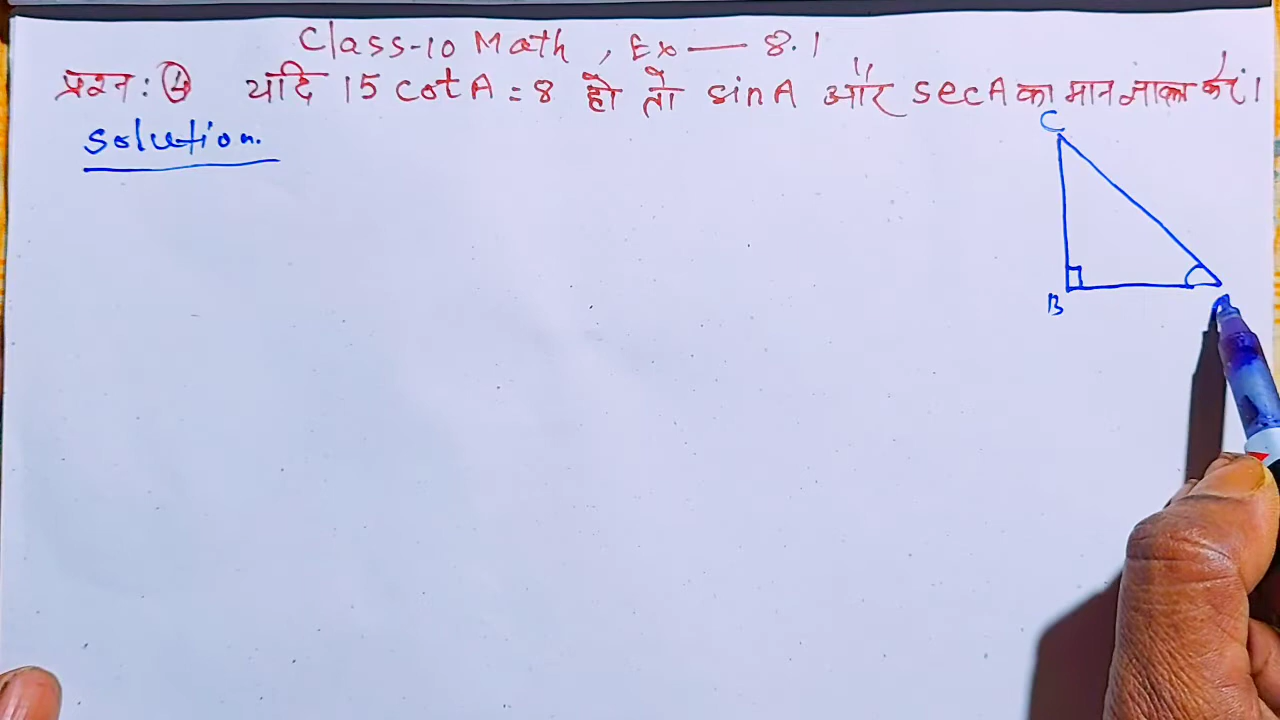 Class-10 Math , Ex — 8.1
प्रश्न: ④ यदि 15 cot A = 8 हो तो sin A और sec A का मान ज्ञात करें।
Solution.
C
B